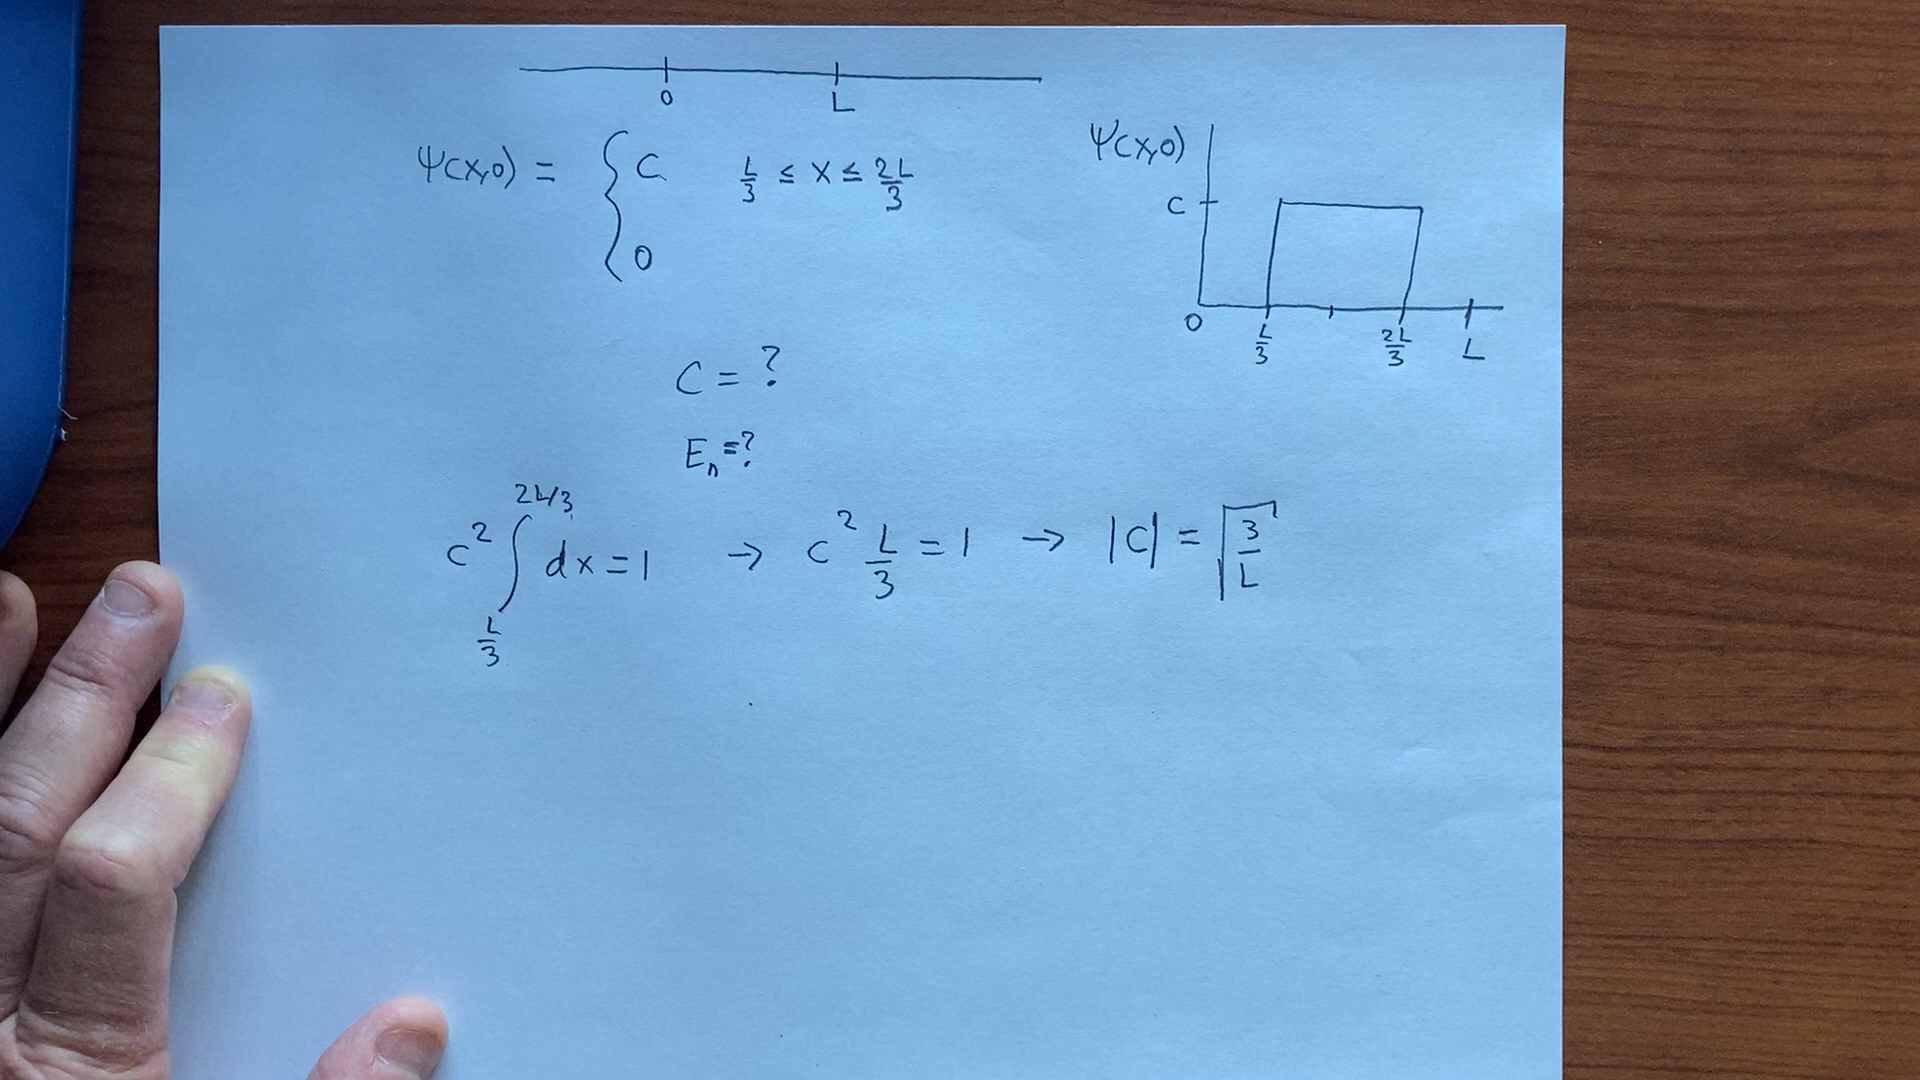 0 L
Ψ(x,0) = { C L/3 ≤ x ≤ 2L/3
0
Ψ(x,0)
C
0 L/3 2L/3 L
C = ?
Eₙ = ?
c² ∫_{L/3}^{2L/3} dx = 1 → c² L/3 = 1 → |C| = √(3/L)